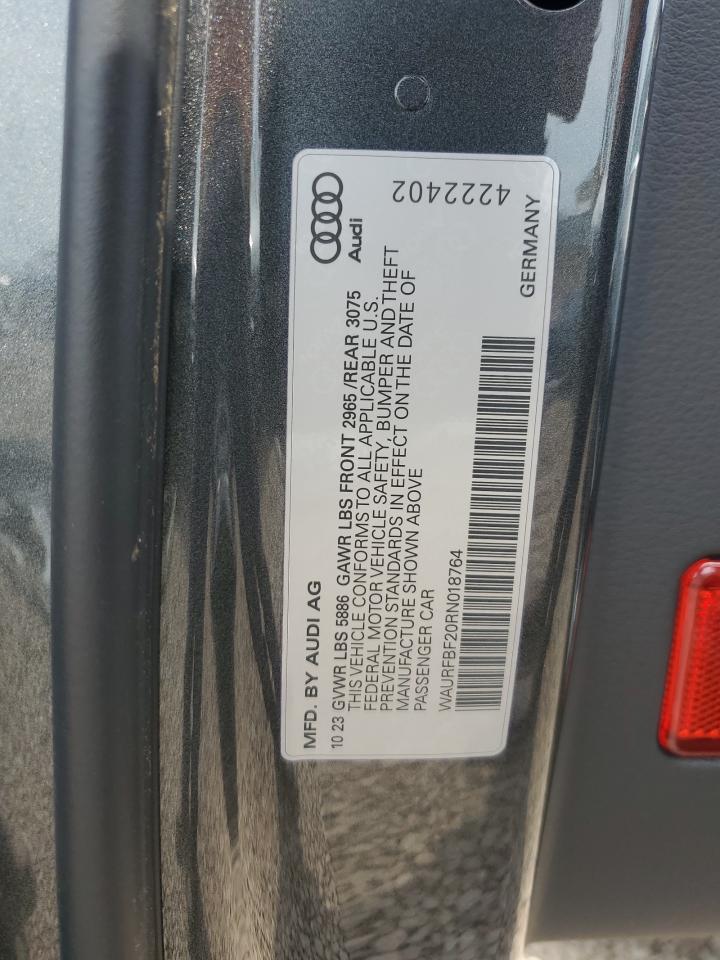 MFD. BY AUDI AG
Audi
10 23 GVWR LBS 5886 GAWR LBS FRONT 2965 /REAR 3075
THIS VEHICLE CONFORMS TO ALL APPLICABLE U.S.
FEDERAL MOTOR VEHICLE SAFETY, BUMPER AND THEFT
PREVENTION STANDARDS IN EFFECT ON THE DATE OF
MANUFACTURE SHOWN ABOVE
PASSENGER CAR
4222402
WAURFBF20RN018764
GERMANY